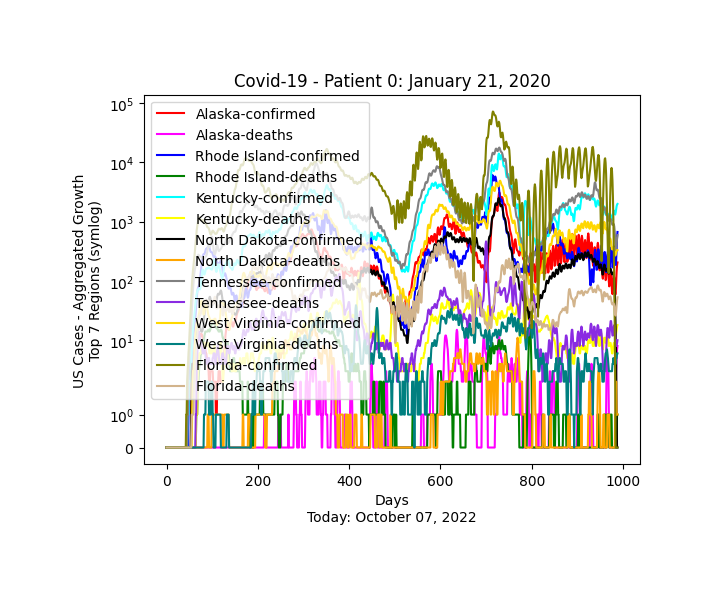 Covid-19 - Patient 0: January 21, 2020
US Cases - Aggregated Growth
Top 7 Regions (symlog)
10^5
10^4
10^3
10^2
10^1
10^0
0
Alaska-confirmed
Alaska-deaths
Rhode Island-confirmed
Rhode Island-deaths
Kentucky-confirmed
Kentucky-deaths
North Dakota-confirmed
North Dakota-deaths
Tennessee-confirmed
Tennessee-deaths
West Virginia-confirmed
West Virginia-deaths
Florida-confirmed
Florida-deaths
0 200 400 600 800 1000
Days
Today: October 07, 2022